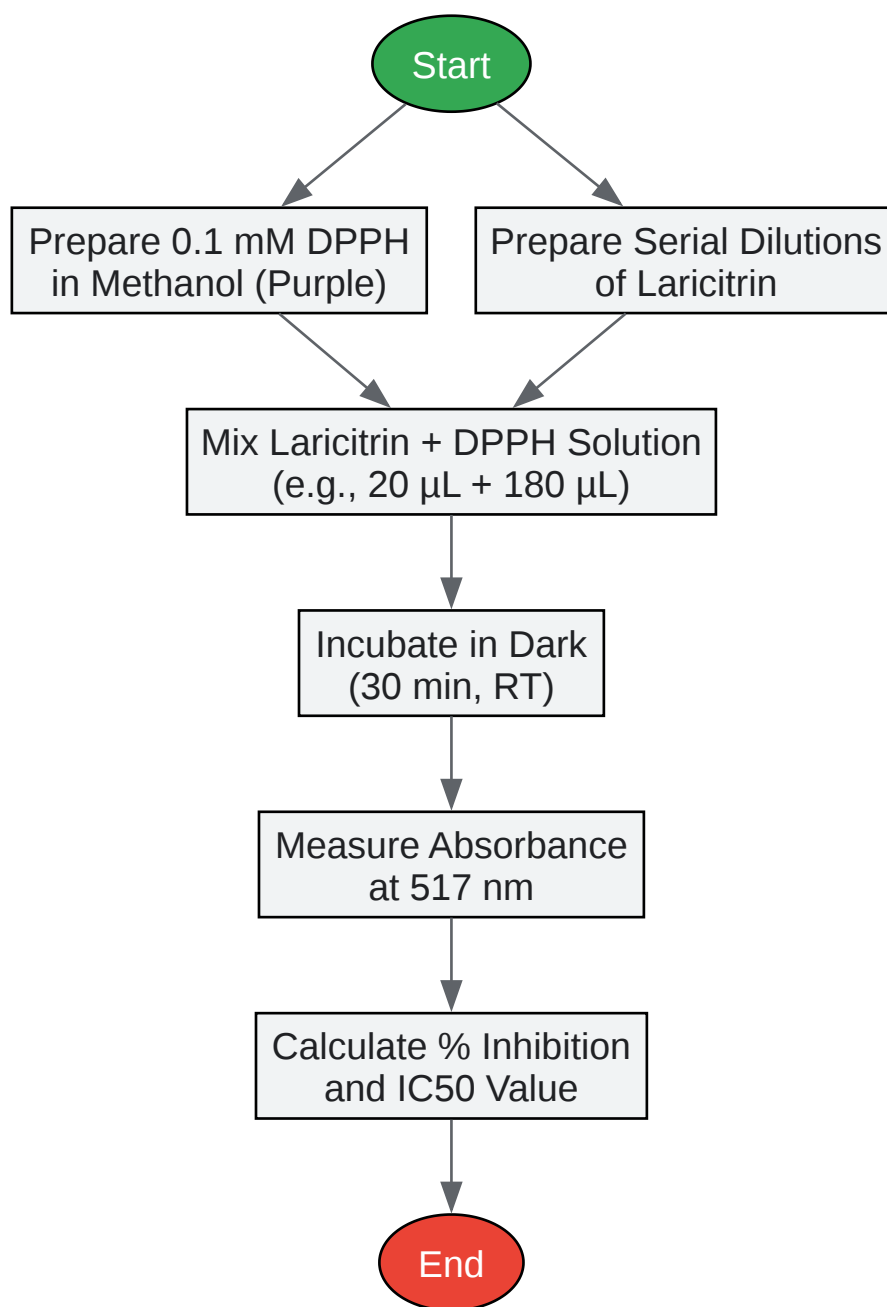 Start
Prepare 0.1 mM DPPH
in Methanol (Purple)
Prepare Serial Dilutions
of Laricitrin
Mix Laricitrin + DPPH Solution
(e.g., 20 µL + 180 µL)
Incubate in Dark
(30 min, RT)
Measure Absorbance
at 517 nm
Calculate % Inhibition
and IC50 Value
End